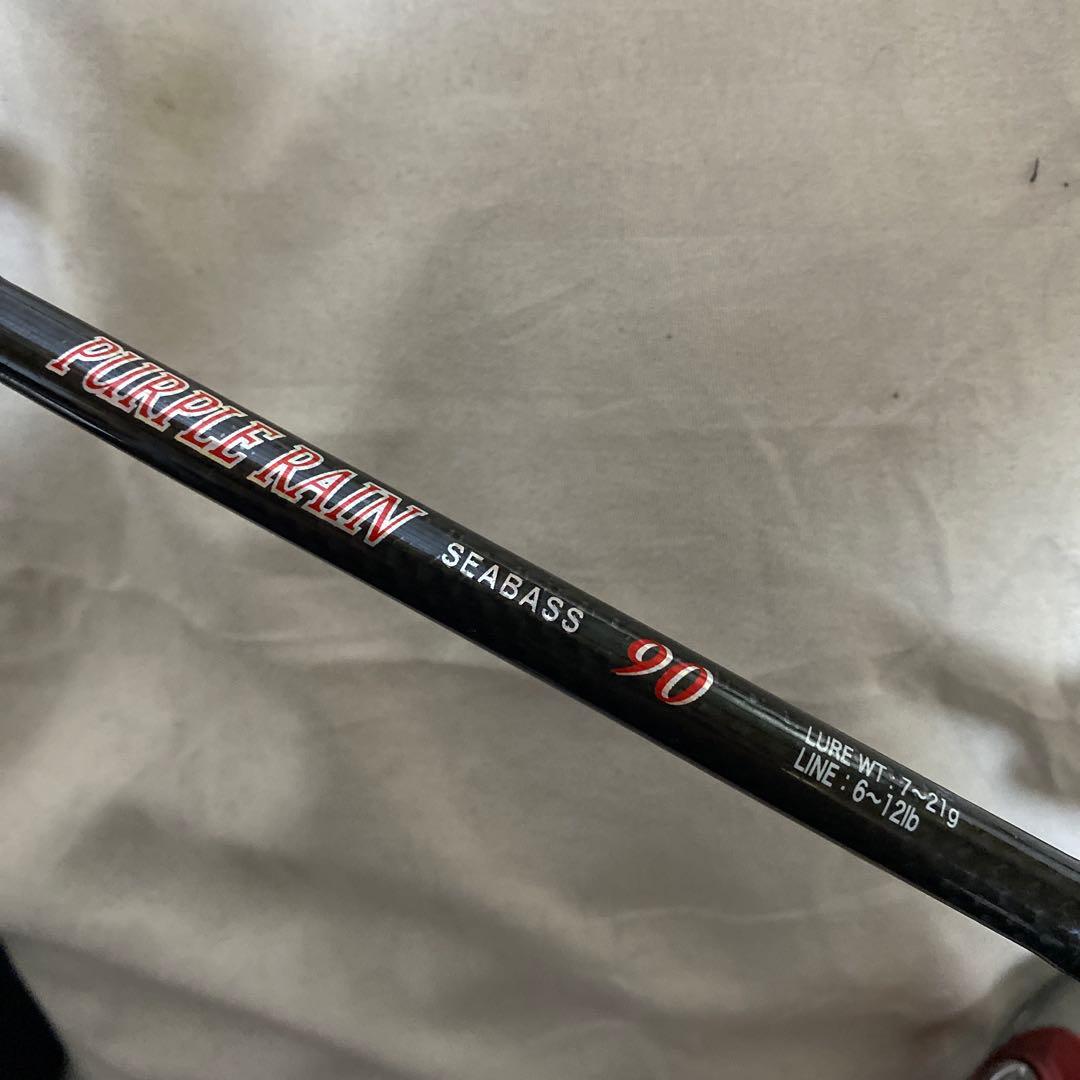 PURPLE RAIN SEABASS 90
LURE WT : 7~21g
LINE : 6~12lb